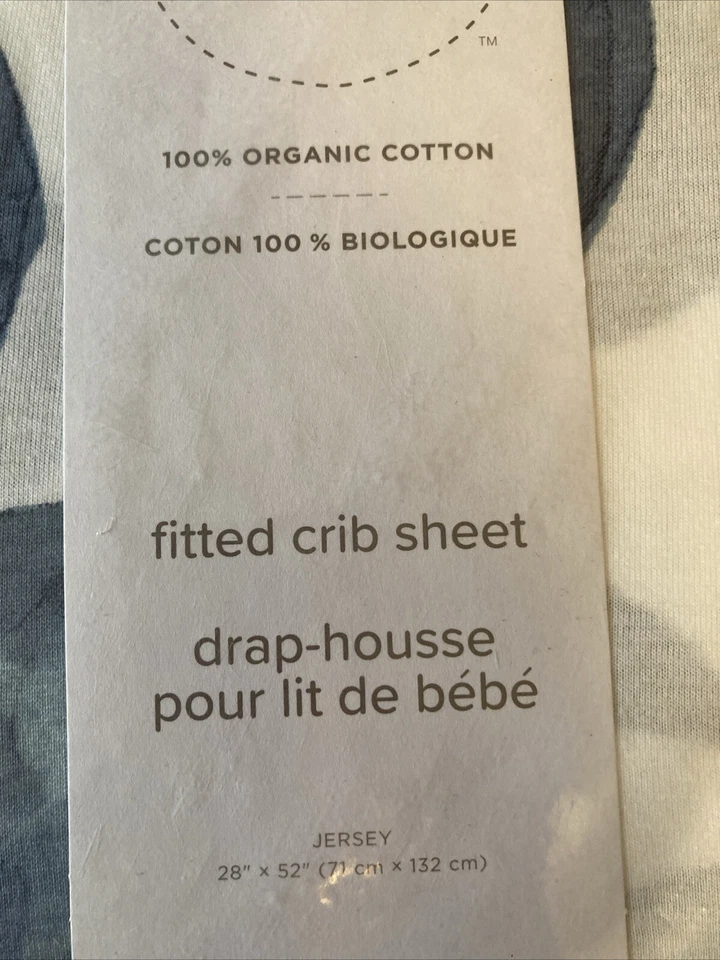 TM
100% ORGANIC COTTON
COTON 100 % BIOLOGIQUE
fitted crib sheet
drap-housse
pour lit de bébé
JERSEY
28" × 52" (71 cm × 132 cm)